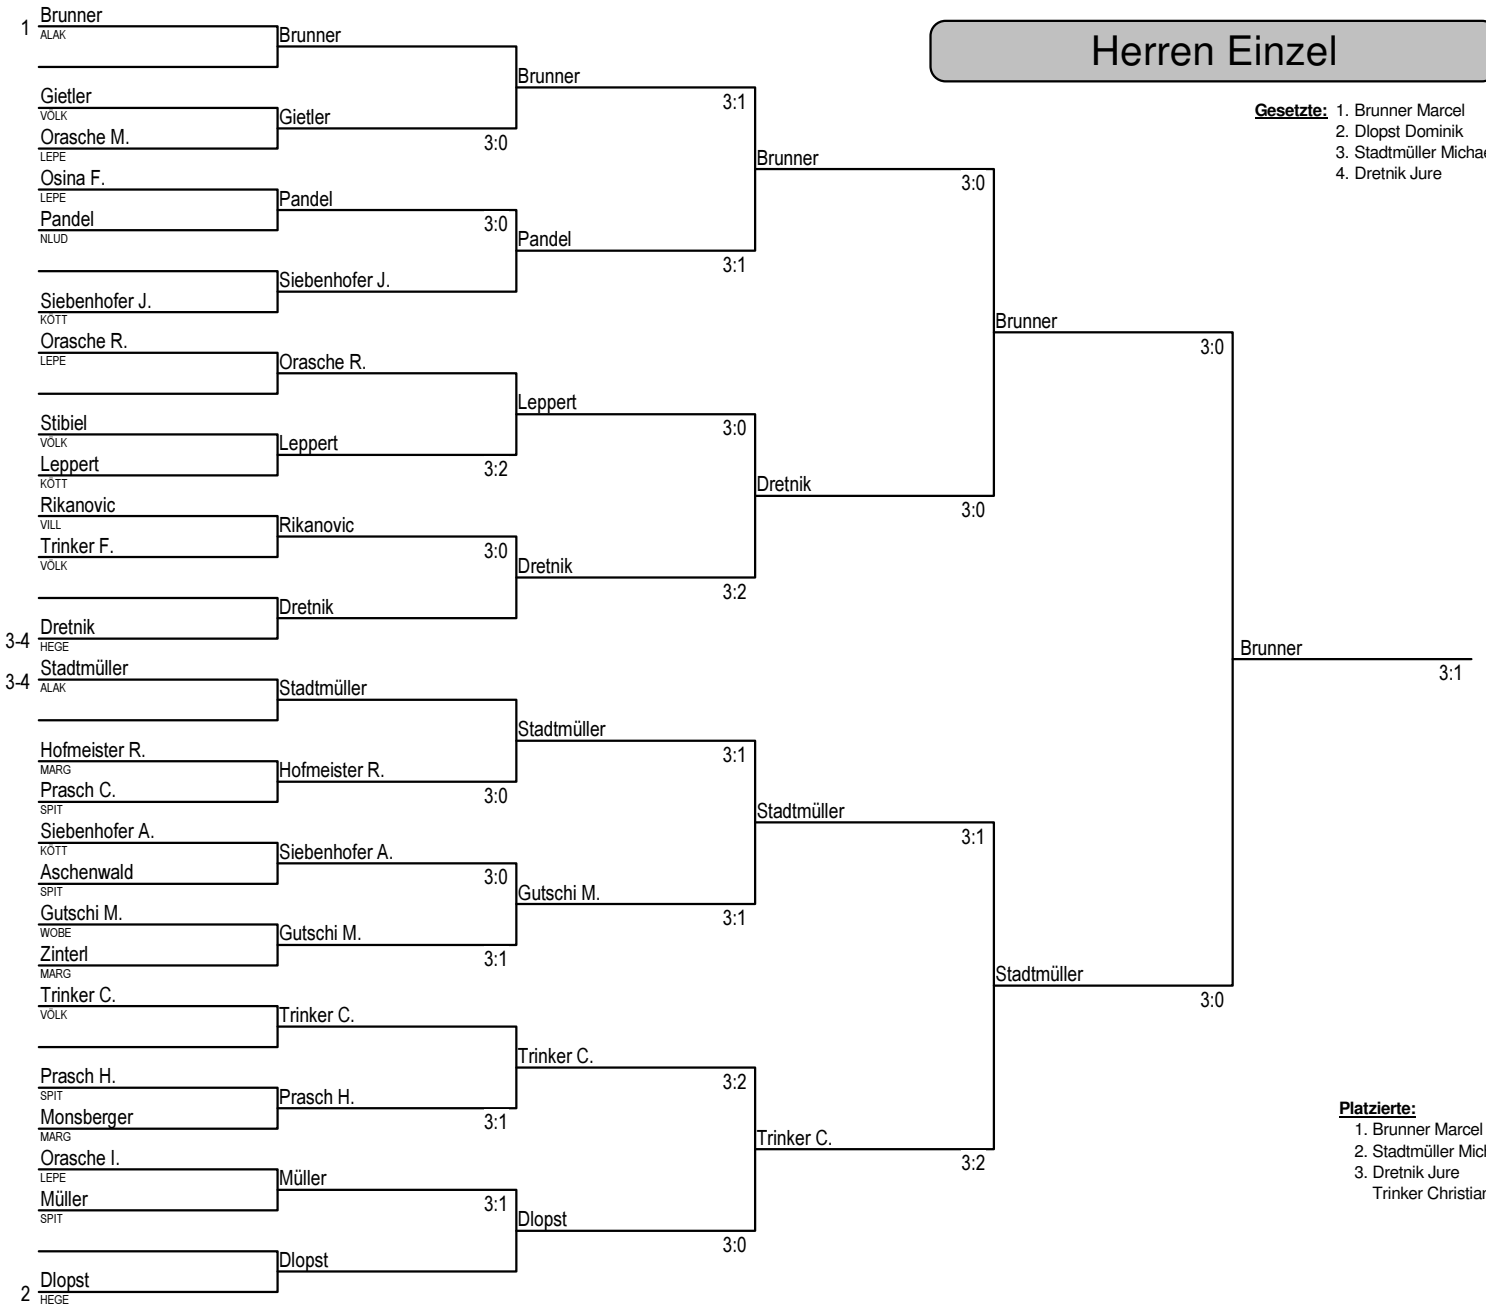 Herren Einzel
Gesetzte: 1. Brunner Marcel
2. Dlopst Dominik
3. Stadtmüller Michae
4. Dretnik Jure
1 Brunner
ALAK
Gietler
VÖLK
Orasche M.
LEPE
Osina F.
LEPE
Pandel
NLUD
Siebenhofer J.
KÖTT
Orasche R.
LEPE
Stibiel
VÖLK
Leppert
KÖTT
Rikanovic
VILL
Trinker F.
VÖLK
3-4 Dretnik
HEGE
3-4 Stadtmüller
ALAK
Hofmeister R.
MARG
Prasch C.
SPIT
Siebenhofer A.
KÖTT
Aschenwald
SPIT
Gutschi M.
WOBE
Zinterl
MARG
Trinker C.
VÖLK
Prasch H.
SPIT
Monsberger
MARG
Orasche I.
LEPE
Müller
SPIT
2 Dlopst
HEGE
Brunner
Gietler
3:0
Pandel
3:0
Siebenhofer J.
Orasche R.
Leppert
3:2
Rikanovic
3:0
Dretnik
Stadtmüller
Hofmeister R.
3:0
Siebenhofer A.
3:0
Gutschi M.
3:1
Trinker C.
Prasch H.
3:1
Müller
3:1
Dlopst
Brunner
3:1
Pandel
3:1
Leppert
3:0
Dretnik
3:2
Stadtmüller
3:1
Gutschi M.
3:1
Trinker C.
3:2
Dlopst
3:0
Brunner
3:0
Dretnik
3:0
Stadtmüller
3:1
Trinker C.
3:2
Brunner
3:0
Stadtmüller
3:0
Brunner
3:1
Platzierte:
1. Brunner Marcel
2. Stadtmüller Mich
3. Dretnik Jure
Trinker Christian